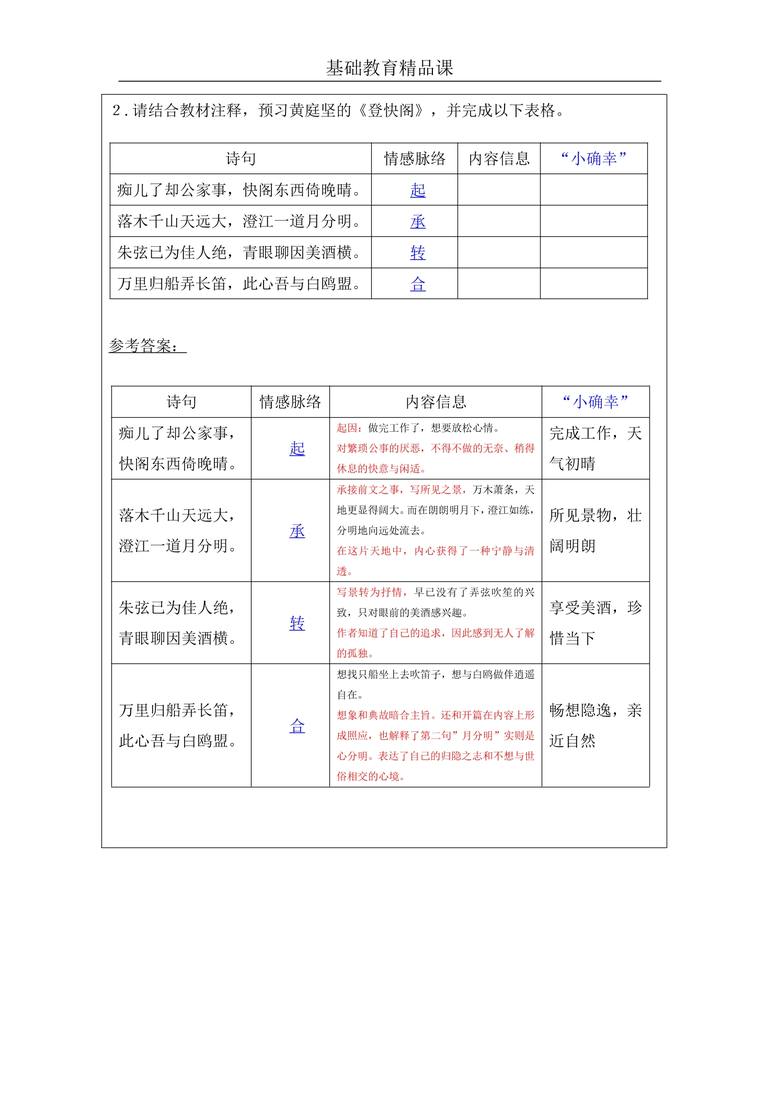 基础教育精品课
2.请结合教材注释，预习黄庭坚的《登快阁》，并完成以下表格。
诗句 情感脉络 内容信息 “小确幸”
痴儿了却公家事，快阁东西倚晚晴。 起
落木千山天远大，澄江一道月分明。 承
朱弦已为佳人绝，青眼聊因美酒横。 转
万里归船弄长笛，此心吾与白鸥盟。 合
参考答案：
诗句 情感脉络 内容信息 “小确幸”
痴儿了却公家事，
快阁东西倚晚晴。
起
起因：做完工作了，想要放松心情。
对繁琐公事的厌恶，不得不做的无奈、稍得
休息的快意与闲适。
完成工作，天
气初晴
落木千山天远大，
澄江一道月分明。
承
承接前文之事，写所见之景，万木萧条，天
地更显得阔大。而在朗朗明月下，澄江如练，
分明地向远处流去。
在这片天地中，内心获得了一种宁静与清
透。
所见景物，壮
阔明朗
朱弦已为佳人绝，
青眼聊因美酒横。
转
写景转为抒情，早已没有了弄弦吹笙的兴
致，只对眼前的美酒感兴趣。
作者知道了自己的追求，因此感到无人了解
的孤独。
享受美酒，珍
惜当下
万里归船弄长笛，
此心吾与白鸥盟。
合
想找只船坐上去吹笛子，想与白鸥做伴逍遥
自在。
想象和典故暗合主旨。还和开篇在内容上形
成照应，也解释了第二句”月分明”实则是
心分明。表达了自己的归隐之志和不想与世
俗相交的心境。
畅想隐逸，亲
近自然